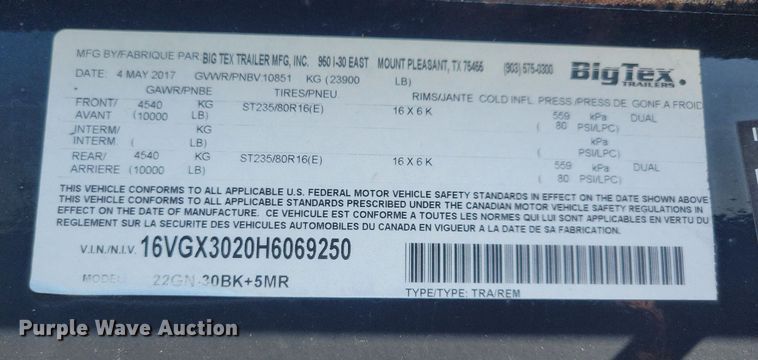 MFG BY/FABRIQUE PAR: BIG TEX TRAILER MFG, INC. 950 I-30 EAST MOUNT PLEASANT, TX 75455 (903) 575-0300
BigTex.
TRAILERS
DATE: 4 MAY 2017 GVWR/PNBV 10851 KG (23900 LB)
GAWR/PNBE TIRES/PNEU RIMS/JANTE COLD INFL. PRESS/PRESS DE GONF A FROID
FRONT/ 4540 KG ST235/80R16(E) 16 X 6 K 559 kPa DUAL
AVANT (10000 LB) ( 80 PSI/LPC)
INTERM/ KG kPa
INTERM ( LB) ( PSI/LPC)
REAR/ 4540 KG ST235/80R16(E) 16 X 6 K 559 kPa DUAL
ARRIERE (10000 LB) ( 80 PSI/LPC)
THIS VEHICLE CONFORMS TO ALL APPLICABLE U.S. FEDERAL MOTOR VEHICLE SAFETY STANDARDS IN EFFECT ON THE DATE SHOWN ABOVE
THIS VEHICLE CONFORMS TO ALL APPLICABLE STANDARDS PRESCRIBED UNDER THE CANADIAN MOTOR VEHICLE SAFETY REGULATIONS IN
EFFECT ON THE DATE OF MANUFACTURE. CE VEHICULE EST CONFORME A TOUTES LES NORMES QUI LUI SONT APPLICABLES EN VERTU DU
REGLEMENT SUR LA SECURITE DES VEHICULES AUTOMOBILES DU CANADA EN VIGUEUR A LA DATE DE SA FABRICATION.
V.I.N./N.I.V. 16VGX3020H6069250
MODEL: 22GN-30BK+5MR
TYPE/TYPE: TRA/REM
Purple Wave Auction